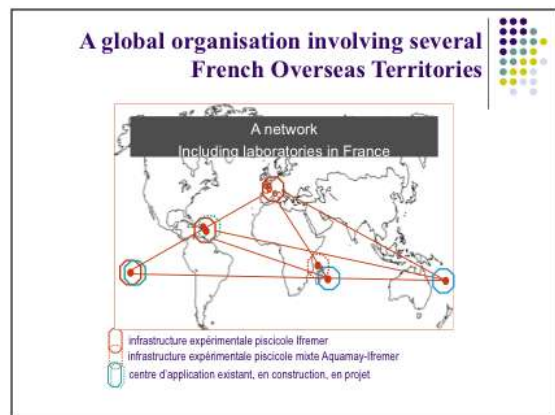 A global organisation involving several
French Overseas Territories
A network
Including laboratories in France
infrastructure expérimentale piscicole Ifremer
infrastructure expérimentale piscicole mixte Aquamay-Ifremer
centre d'application existant, en construction, en projet